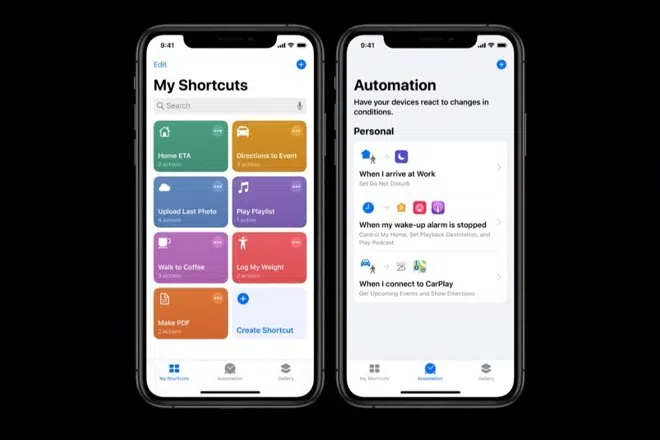 9:41
Edit
My Shortcuts
Search
Home ETA
2 actions
Directions to Event
Upload Last Photo
4 actions
Play Playlist
1 action
Walk to Coffee
3 actions
Log My Weight
2 actions
Make PDF
2 actions
Create Shortcut
My Shortcuts
Automation
Gallery
9:41
Automation
Have your devices react to changes in
conditions.
Personal
When I arrive at Work
Set Do Not Disturb
When my wake-up alarm is stopped
Control My Home, Set Playback Destination, and
Play Podcast
25
When I connect to CarPlay
Get Upcoming Events and Show Directions
My Shortcuts
Automation
Gallery